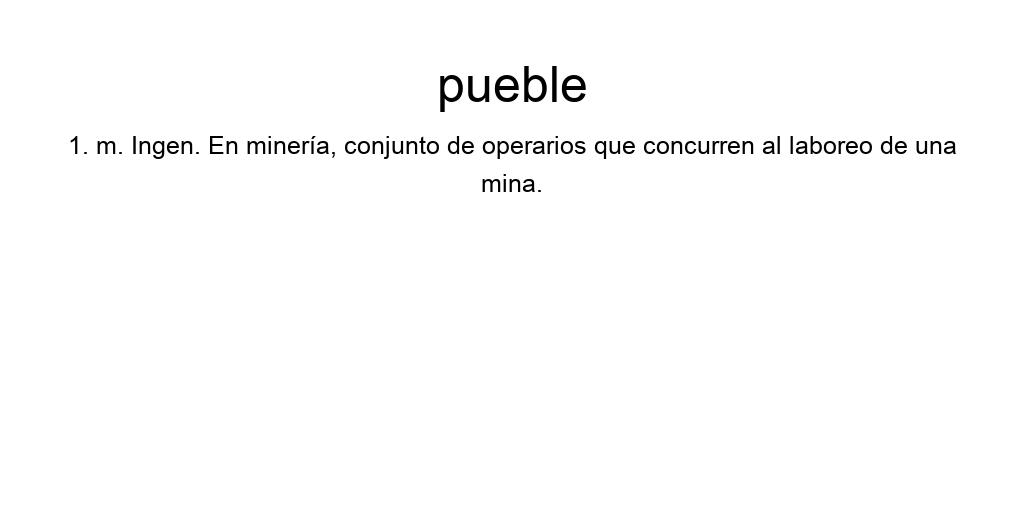 pueble
1. m. Ingen. En minería, conjunto de operarios que concurren al laboreo de una
mina.